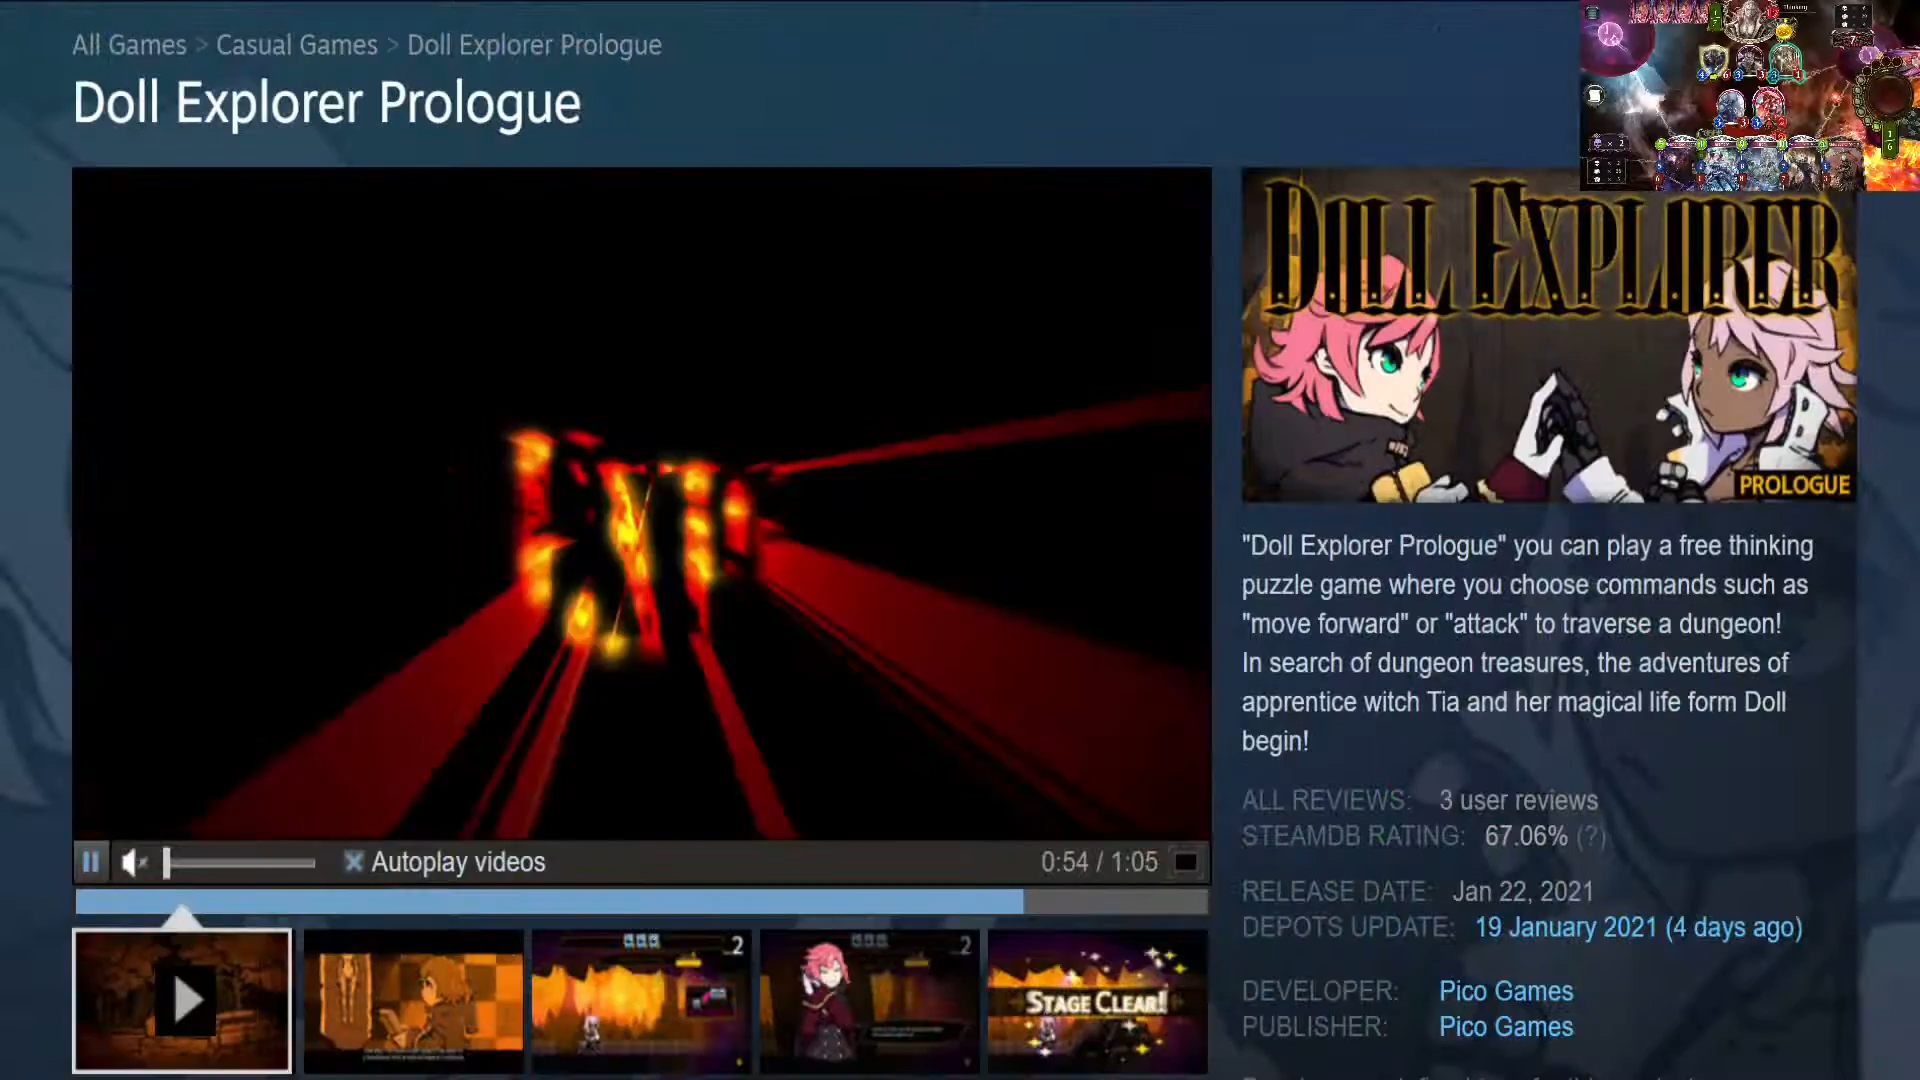 All Games > Casual Games > Doll Explorer Prologue
Doll Explorer Prologue
Thinking
DOLL EXPLORER
PROLOGUE
"Doll Explorer Prologue" you can play a free thinking
puzzle game where you choose commands such as
"move forward" or "attack" to traverse a dungeon!
In search of dungeon treasures, the adventures of
apprentice witch Tia and her magical life form Doll
begin!
ALL REVIEWS: 3 user reviews
STEAMDB RATING: 67.06% (?)
RELEASE DATE: Jan 22, 2021
DEPOTS UPDATE: 19 January 2021 (4 days ago)
DEVELOPER: Pico Games
PUBLISHER: Pico Games
Autoplay videos
0:54 / 1:05
2
2
STAGE CLEAR!